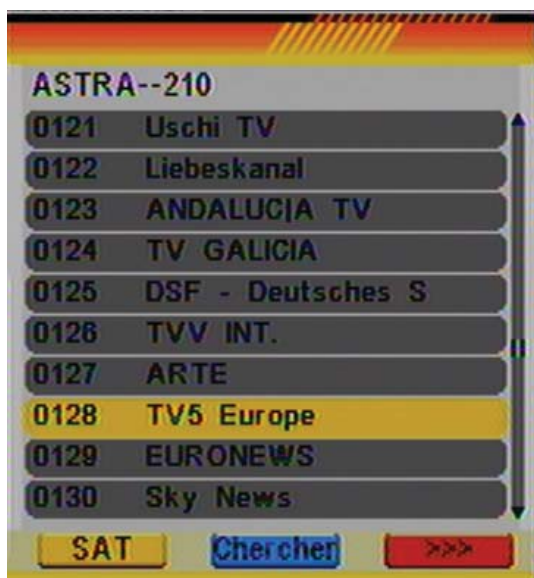 ASTRA--210
0121 Uschi TV
0122 Liebeskanal
0123 ANDALUC|A TV
0124 TV GALICIA
0125 DSF - Deutsches S
0126 TVV INT.
0127 ARTE
0128 TV5 Europe
0129 EURONEWS
0130 Sky News
SAT Chercher >>>